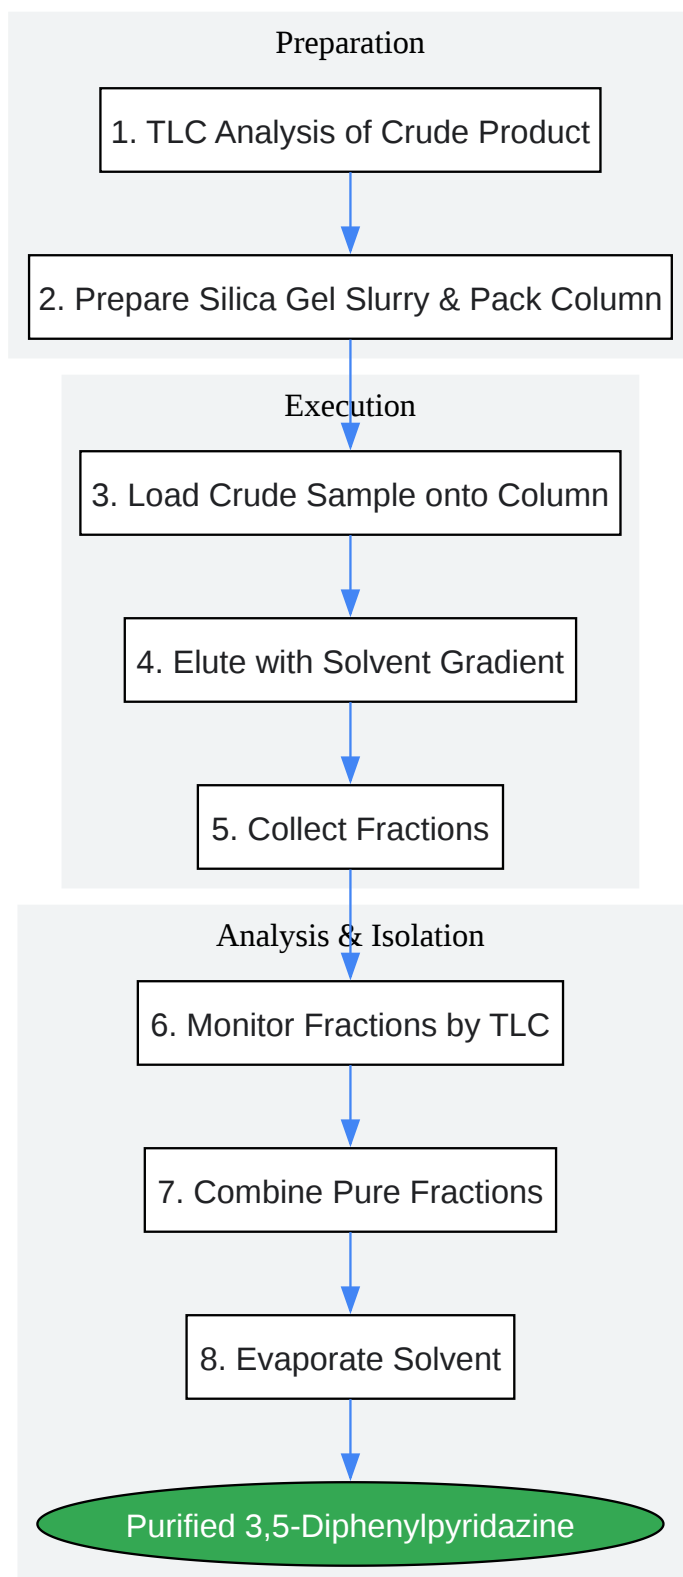 Preparation
1. TLC Analysis of Crude Product
2. Prepare Silica Gel Slurry & Pack Column
Execution
3. Load Crude Sample onto Column
4. Elute with Solvent Gradient
5. Collect Fractions
Analysis & Isolation
6. Monitor Fractions by TLC
7. Combine Pure Fractions
8. Evaporate Solvent
Purified 3,5-Diphenylpyridazine